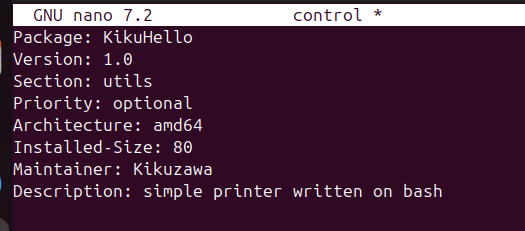 GNU nano 7.2 control *
Package: KikuHello
Version: 1.0
Section: utils
Priority: optional
Architecture: amd64
Installed-Size: 80
Maintainer: Kikuzawa
Description: simple printer written on bash